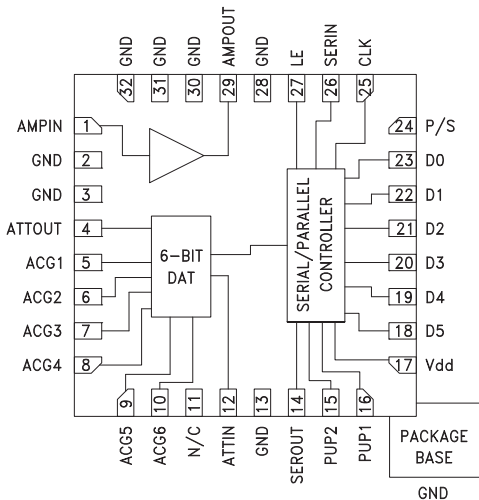 GND
GND
GND
AMPOUT
GND
LE
SERIN
CLK
32
31
30
29
28
27
26
25
AMPIN
1
GND
2
GND
3
ATTOUT
4
ACG1
5
ACG2
6
ACG3
7
ACG4
8
6-BIT
DAT
SERIAL/PARALLEL
CONTROLLER
24
P/S
23
D0
22
D1
21
D2
20
D3
19
D4
18
D5
17
Vdd
9
10
11
12
13
14
15
16
ACG5
ACG6
N/C
ATTIN
GND
SEROUT
PUP2
PUP1
PACKAGE
BASE
GND